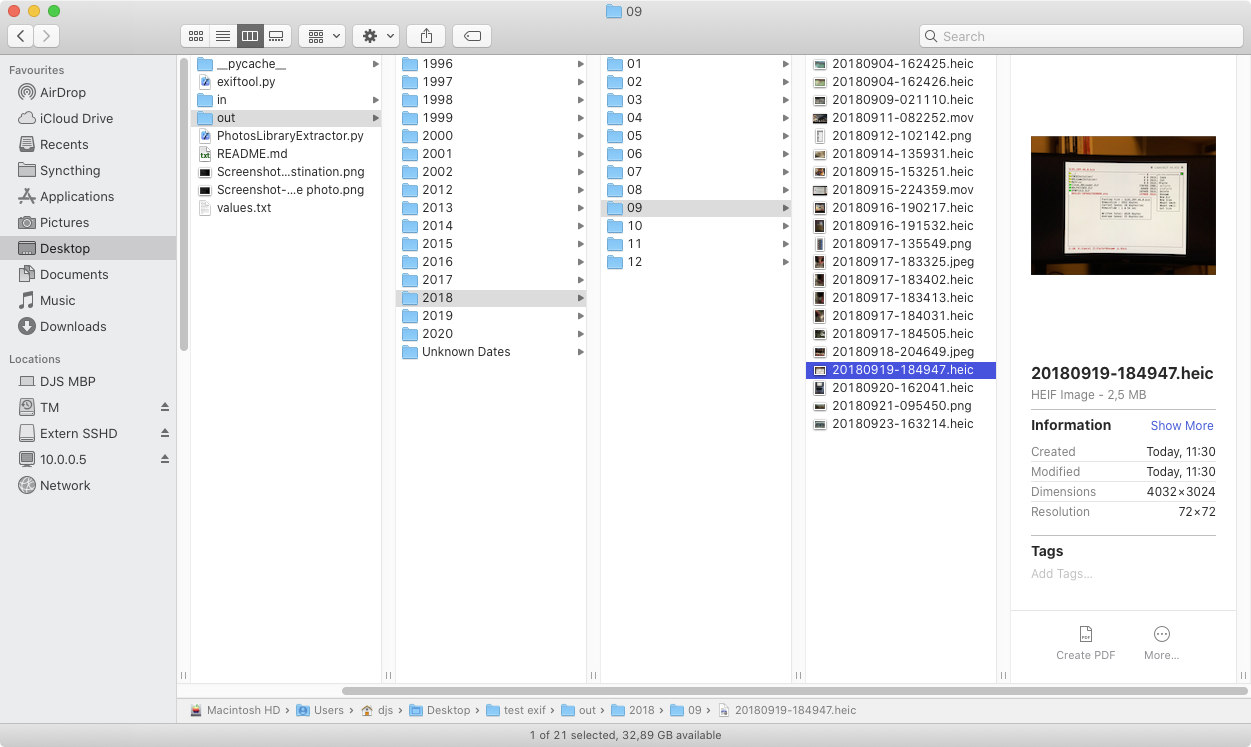 09
Search
Favourites
AirDrop
iCloud Drive
Recents
Syncthing
Applications
Pictures
Desktop
Documents
Music
Downloads
Locations
DJS MBP
TM
Extern SSHD
10.0.0.5
Network
__pycache__
exiftool.py
in
out
PhotosLibraryExtractor.py
README.md
Screenshot...stination.png
Screenshot-...e photo.png
values.txt
1996
1997
1998
1999
2000
2001
2002
2012
2013
2014
2015
2016
2017
2018
2019
2020
Unknown Dates
01
02
03
04
05
06
07
08
09
10
11
12
20180904-162425.heic
20180904-162426.heic
20180909-021110.heic
20180911-082252.mov
20180912-102142.png
20180914-135931.heic
20180915-153251.heic
20180915-224359.mov
20180916-190217.heic
20180916-191532.heic
20180917-135549.png
20180917-183325.jpeg
20180917-183402.heic
20180917-183413.heic
20180917-184031.heic
20180917-184505.heic
20180918-204649.jpeg
20180919-184947.heic
20180920-162041.heic
20180921-095450.png
20180923-163214.heic
20180919-184947.heic
HEIF Image - 2,5 MB
Information Show More
Created Today, 11:30
Modified Today, 11:30
Dimensions 4032×3024
Resolution 72×72
Tags
Add Tags...
Create PDF More...
Macintosh HD › Users › djs › Desktop › test exif › out › 2018 › 09 › 20180919-184947.heic
1 of 21 selected, 32,89 GB available